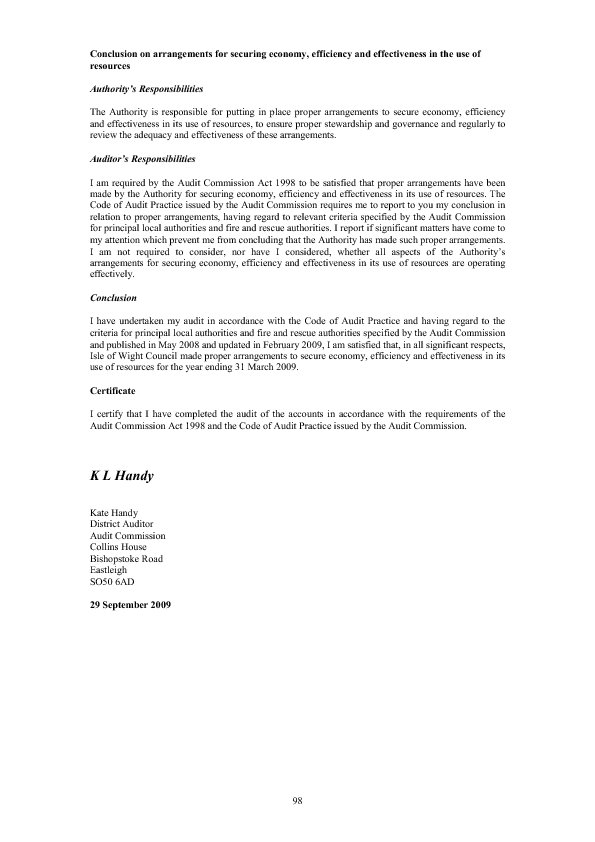 Conclusion on arrangements for securing economy, efficiency and effectiveness in the use of
resources
Authority's Responsibilities
The Authority is responsible for putting in place proper arrangements to secure economy, efficiency
and effectiveness in its use of resources, to ensure proper stewardship and governance and regularly to
review the adequacy and effectiveness of these arrangements.
Auditor's Responsibilities
I am required by the Audit Commission Act 1998 to be satisfied that proper arrangements have been
made by the Authority for securing economy, efficiency and effectiveness in its use of resources. The
Code of Audit Practice issued by the Audit Commission requires me to report to you my conclusion in
relation to proper arrangements, having regard to relevant criteria specified by the Audit Commission
for principal local authorities and fire and rescue authorities. I report if significant matters have come to
my attention which prevent me from concluding that the Authority has made such proper arrangements.
I am not required to consider, nor have I considered, whether all aspects of the Authority's
arrangements for securing economy, efficiency and effectiveness in its use of resources are operating
effectively.
Conclusion
I have undertaken my audit in accordance with the Code of Audit Practice and having regard to the
criteria for principal local authorities and fire and rescue authorities specified by the Audit Commission
and published in May 2008 and updated in February 2009, I am satisfied that, in all significant respects,
Isle of Wight Council made proper arrangements to secure economy, efficiency and effectiveness in its
use of resources for the year ending 31 March 2009.
Certificate
I certify that I have completed the audit of the accounts in accordance with the requirements of the
Audit Commission Act 1998 and the Code of Audit Practice issued by the Audit Commission.
K L Handy
Kate Handy
District Auditor
Audit Commission
Collins House
Bishopstoke Road
Eastleigh
SO50 6AD
29 September 2009
98